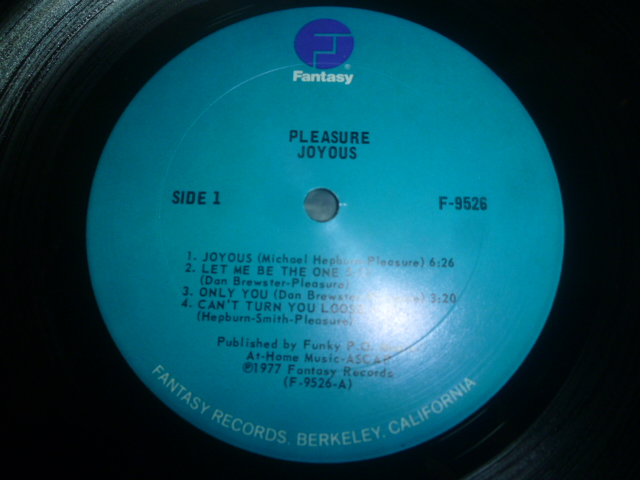 Fantasy
PLEASURE
JOYOUS
SIDE 1
F-9526
1. JOYOUS (Michael Hepburn-Pleasure) 6:26
2. LET ME BE THE ONE
(Dan Brewster-Pleasure)
3. ONLY YOU (Dan Brewster-Pleasure) 3:20
4. CAN'T TURN YOU LOOSE
(Hepburn-Smith-Pleasure)
Published by Funky P.O.
At-Home Music-ASCAP
℗1977 Fantasy Records
(F-9526-A)
FANTASY RECORDS, BERKELEY, CALIFORNIA